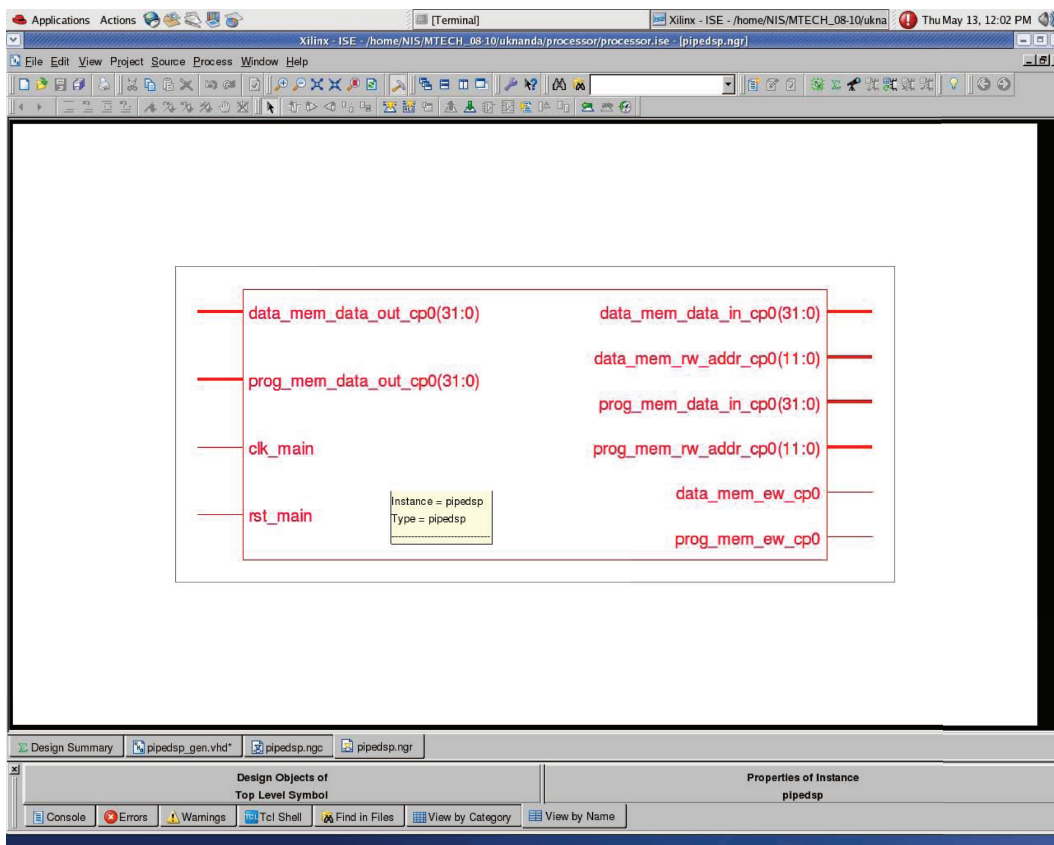 Applications Actions [Terminal] Xilinx - ISE - /home/NIS/MTECH_08-10/ukna Thu May 13, 12:02 PM
Xilinx - ISE - /home/NIS/MTECH_08-10/uknanda/processor/processor.ise - [pipedsp.ngr]
File Edit View Project Source Process Window Help
data_mem_data_out_cp0(31:0)
prog_mem_data_out_cp0(31:0)
clk_main
rst_main
data_mem_data_in_cp0(31:0)
data_mem_rw_addr_cp0(11:0)
prog_mem_data_in_cp0(31:0)
prog_mem_rw_addr_cp0(11:0)
data_mem_ew_cp0
prog_mem_ew_cp0
Instance = pipedsp
Type = pipedsp
----------------------------
Design Summary pipedsp_gen.vhd* pipedsp.ngc pipedsp.ngr
Design Objects of
Top Level Symbol
Properties of Instance
pipedsp
Console Errors Warnings Tcl Shell Find in Files View by Category View by Name